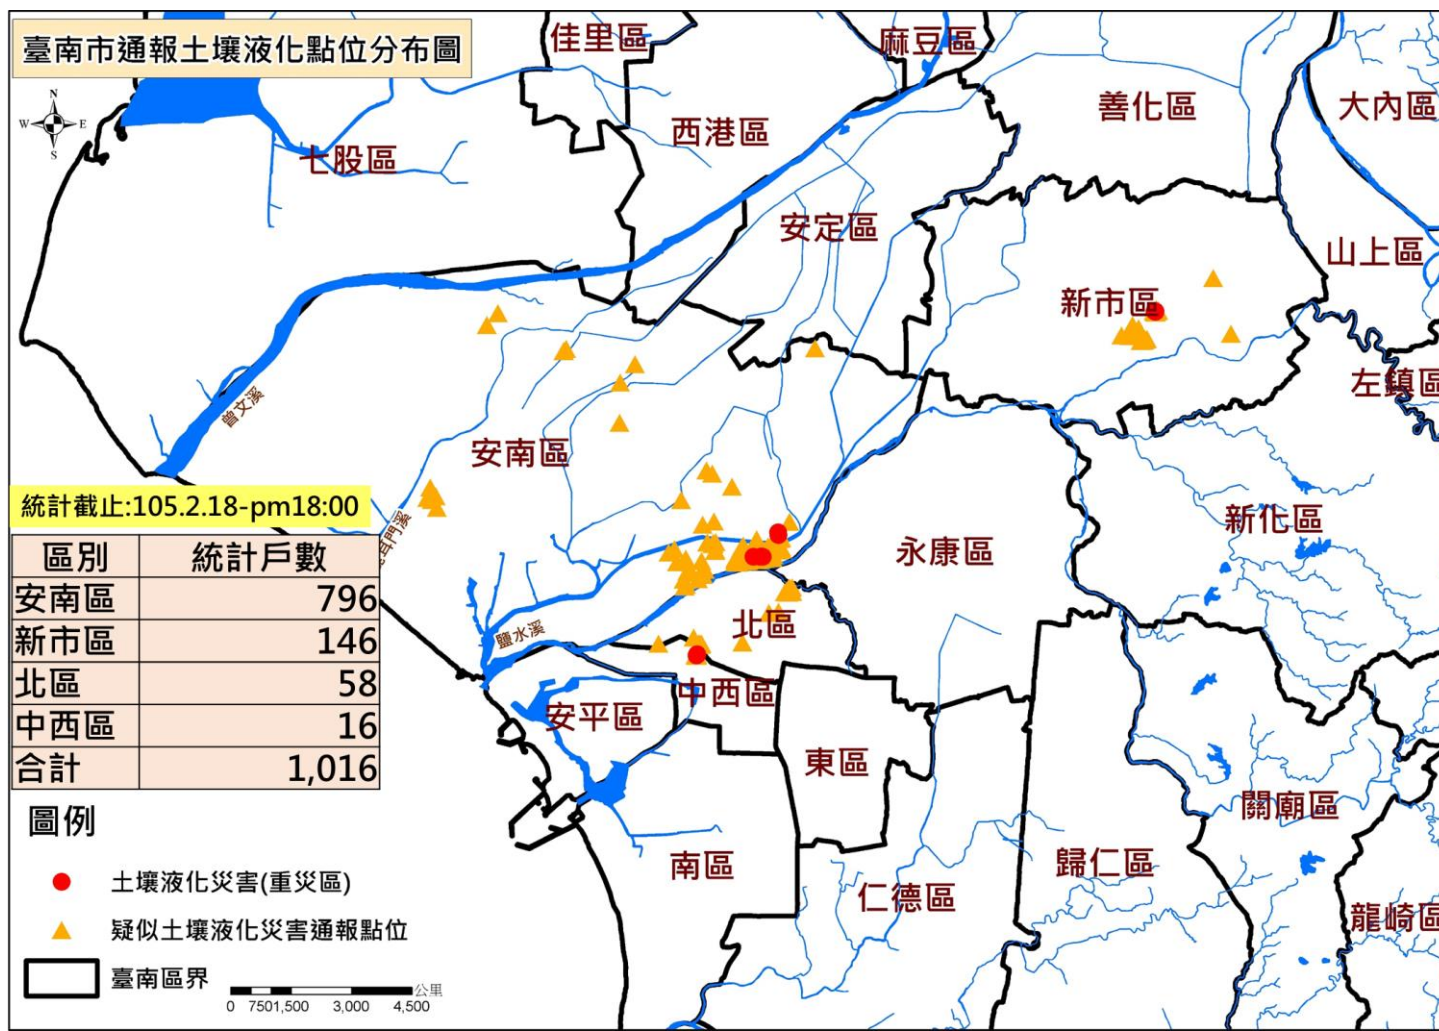 臺南市通報土壤液化點位分布圖
佳里區
麻豆區
善化區
大內區
N
W
E
S
西港區
七股區
安定區
山上區
新市區
左鎮區
曾文溪
安南區
統計截止:105.2.18-pm18:00
新化區
耳門溪
永康區
區別 統計戶數
安南區 796
新市區 146
北區 58
中西區 16
合計 1,016
鹽水溪
北區
中西區
安平區
東區
關廟區
南區
歸仁區
仁德區
龍崎區
圖例
土壤液化災害(重災區)
疑似土壤液化災害通報點位
臺南區界
公里
0 7501,500 3,000 4,500